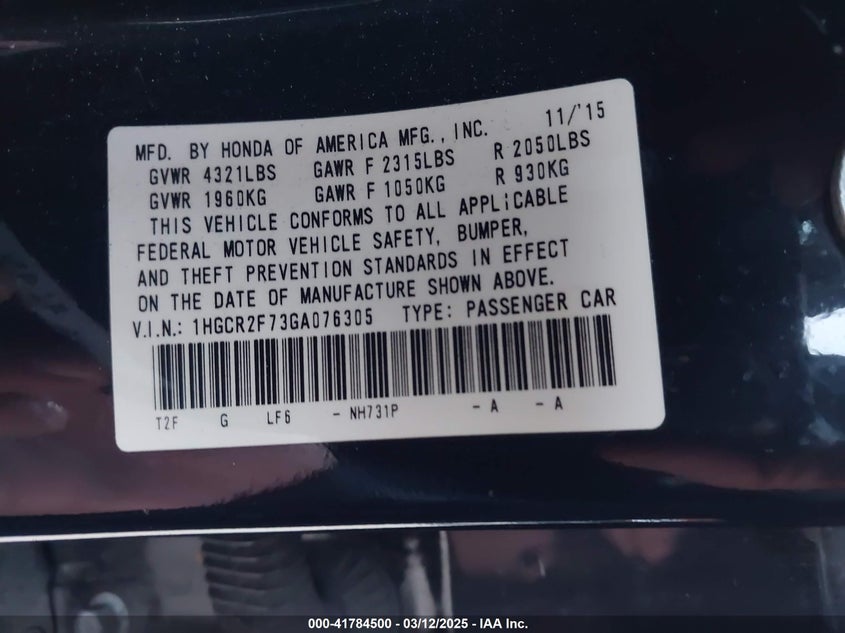 MFD. BY HONDA OF AMERICA MFG., INC. 11/'15
GVWR 4321LBS GAWR F 2315LBS R 2050LBS
GVWR 1960KG GAWR F 1050KG R 930KG
THIS VEHICLE CONFORMS TO ALL APPLICABLE
FEDERAL MOTOR VEHICLE SAFETY, BUMPER,
AND THEFT PREVENTION STANDARDS IN EFFECT
ON THE DATE OF MANUFACTURE SHOWN ABOVE.
V.I.N.: 1HGCR2F73GA076305 TYPE: PASSENGER CAR
T2F G LF6 - NH731P - A - A
000-41784500 - 03/12/2025 - IAA Inc.